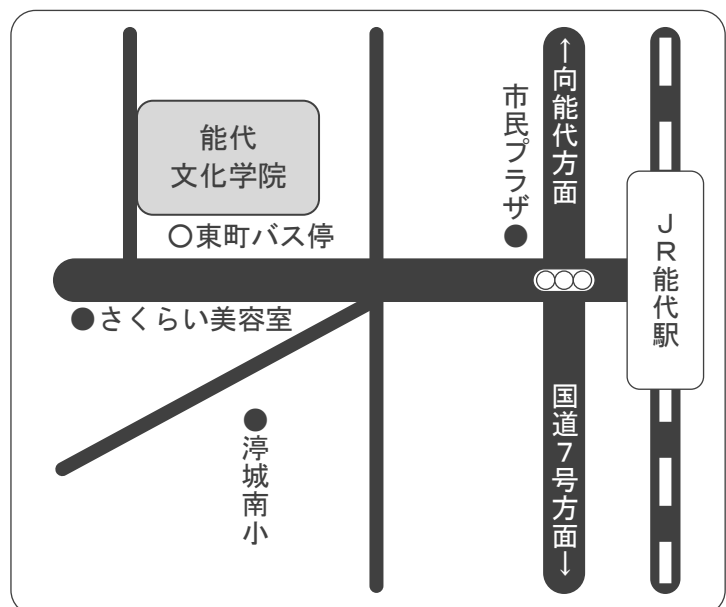 能代
文化学院
○東町バス停
●さくらい美容室
市民プラザ●
↑向能代方面
JR能代駅
国道7号方面↓
●渟城南小